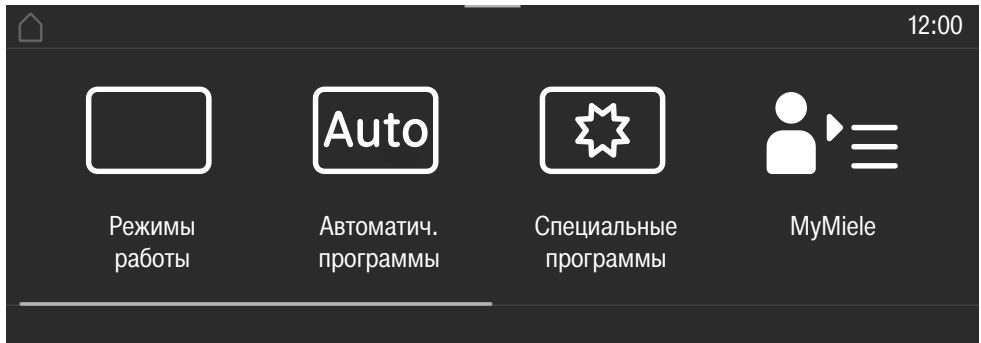 12:00
Auto
Режимы
работы
Автоматич.
программы
Специальные
программы
MyMiele